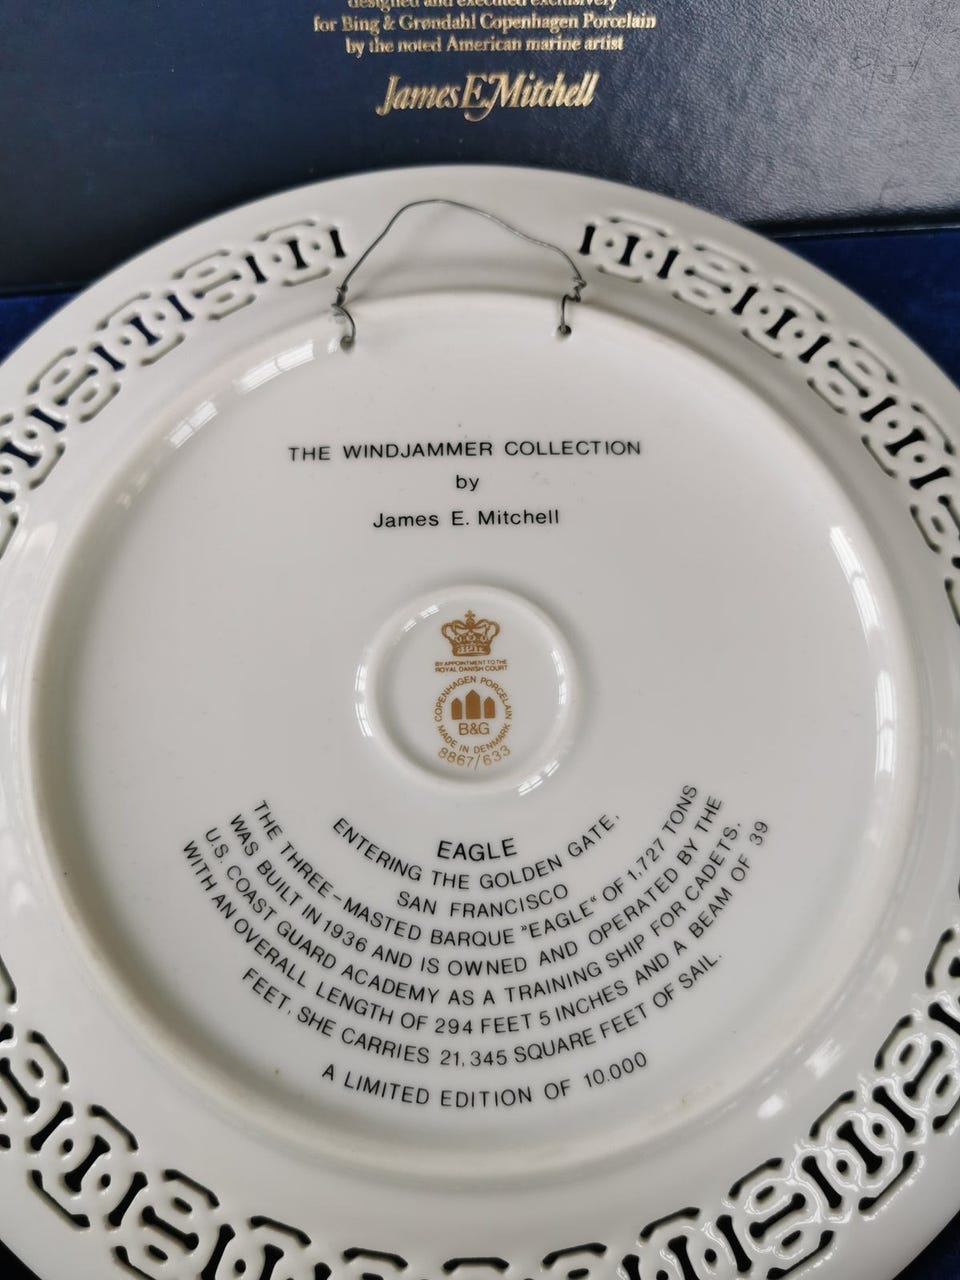 designed and executed exclusively
for Bing & Grøndahl Copenhagen Porcelain
by the noted American marine artist
James E. Mitchell
THE WINDJAMMER COLLECTION
by
James E. Mitchell
BY APPOINTMENT TO THE
ROYAL DANISH COURT
COPENHAGEN PORCELAIN
B&G
MADE IN DENMARK
8867/633
EAGLE
ENTERING THE GOLDEN GATE,
SAN FRANCISCO
THE THREE-MASTED BARQUE "EAGLE" OF 1,727 TONS
WAS BUILT IN 1936 AND IS OWNED AND OPERATED BY THE
U.S. COAST GUARD ACADEMY AS A TRAINING SHIP FOR CADETS,
WITH AN OVERALL LENGTH OF 294 FEET 5 INCHES AND A BEAM OF 39
FEET, SHE CARRIES 21,345 SQUARE FEET OF SAIL.
A LIMITED EDITION OF 10.000